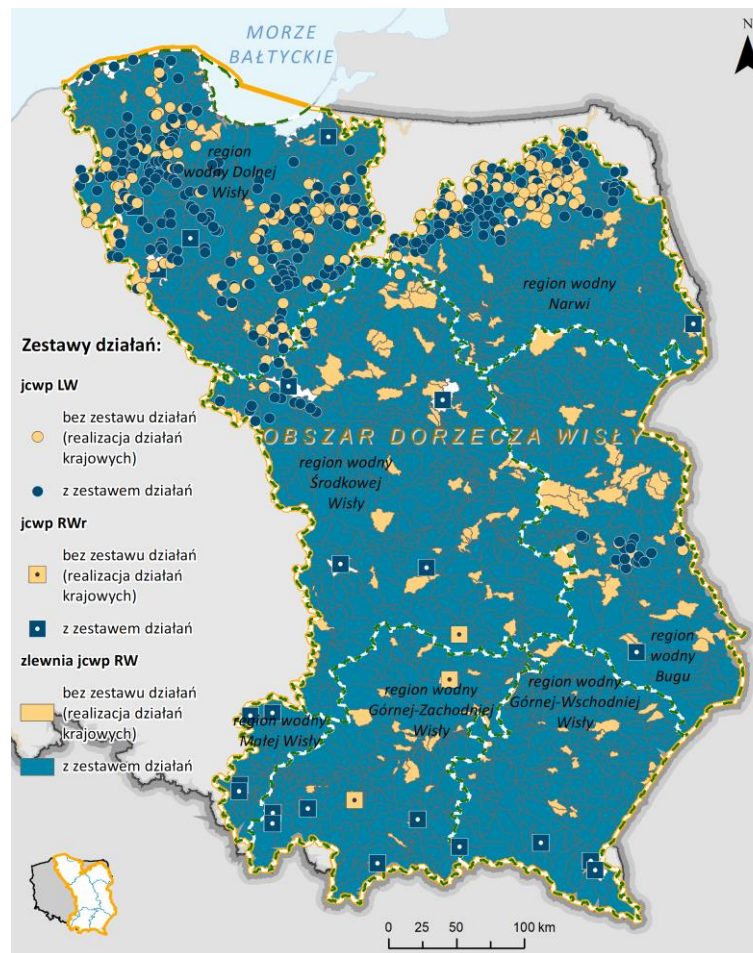 MORZE
BAŁTYCKIE
N
region
wodny Dolnej
Wisły
region wodny
Narwi
OBSZAR DORZECZA WISŁY
region wodny
Środkowej
Wisły
region
wodny
Bugu
region wodny
Górnej-Zachodniej
Wisły
region wodny
Górnej-Wschodniej
Wisły
region wodny
Małej Wisły
Zestawy działań:
jcwp LW
bez zestawu działań
(realizacja działań
krajowych)
z zestawem działań
jcwp RWr
bez zestawu działań
(realizacja działań
krajowych)
z zestawem działań
zlewnia jcwp RW
bez zestawu działań
(realizacja działań
krajowych)
z zestawem działań
0 25 50 100 km